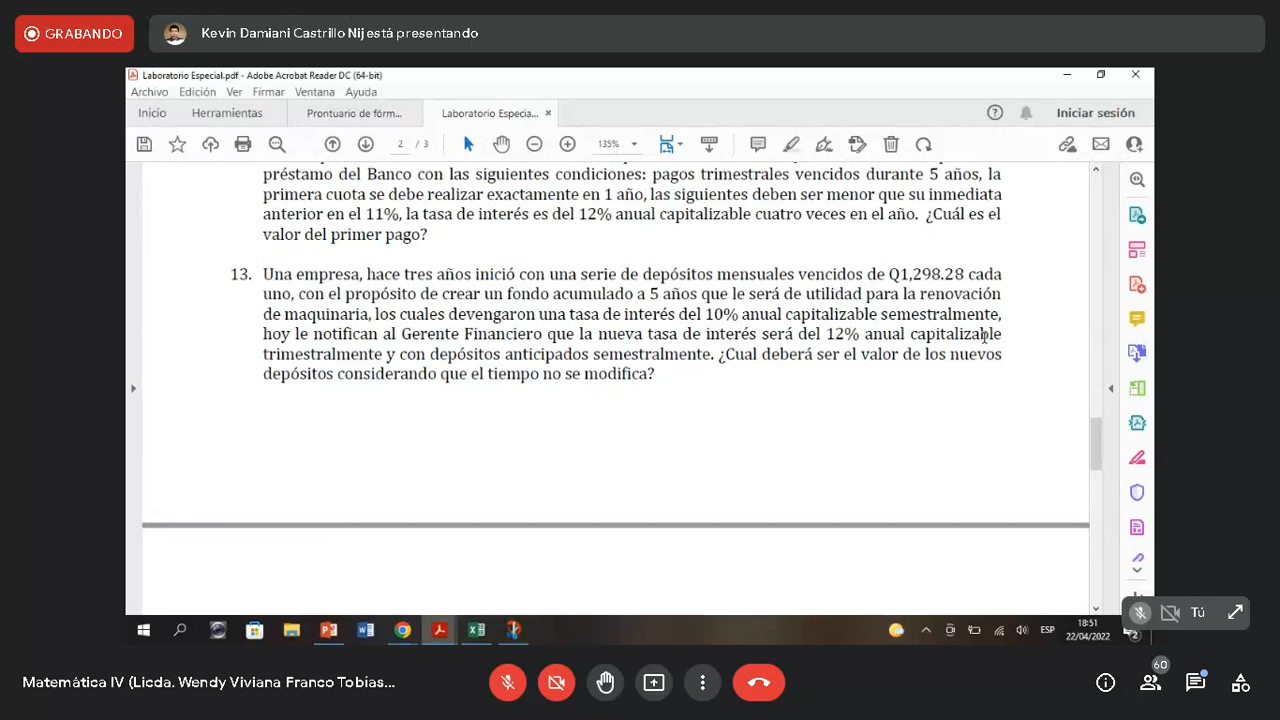 GRABANDO
Kevin Damiani Castrillo Nij está presentando
Laboratorio Especial.pdf - Adobe Acrobat Reader DC (64-bit)
Archivo Edición Ver Firmar Ventana Ayuda
Inicio Herramientas Prontuario de fórm... Laboratorio Especia... Iniciar sesión
2 / 3 135%
préstamo del Banco con las siguientes condiciones: pagos trimestrales vencidos durante 5 años, la
primera cuota se debe realizar exactamente en 1 año, las siguientes deben ser menor que su inmediata
anterior en el 11%, la tasa de interés es del 12% anual capitalizable cuatro veces en el año. ¿Cuál es el
valor del primer pago?
13. Una empresa, hace tres años inició con una serie de depósitos mensuales vencidos de Q1,298.28 cada
uno, con el propósito de crear un fondo acumulado a 5 años que le será de utilidad para la renovación
de maquinaria, los cuales devengaron una tasa de interés del 10% anual capitalizable semestralmente,
hoy le notifican al Gerente Financiero que la nueva tasa de interés será del 12% anual capitalizable
trimestralmente y con depósitos anticipados semestralmente. ¿Cual deberá ser el valor de los nuevos
depósitos considerando que el tiempo no se modifica?
Tú
ESP
18:51
22/04/2022
2
60
Matemática IV (Licda. Wendy Viviana Franco Tobias...